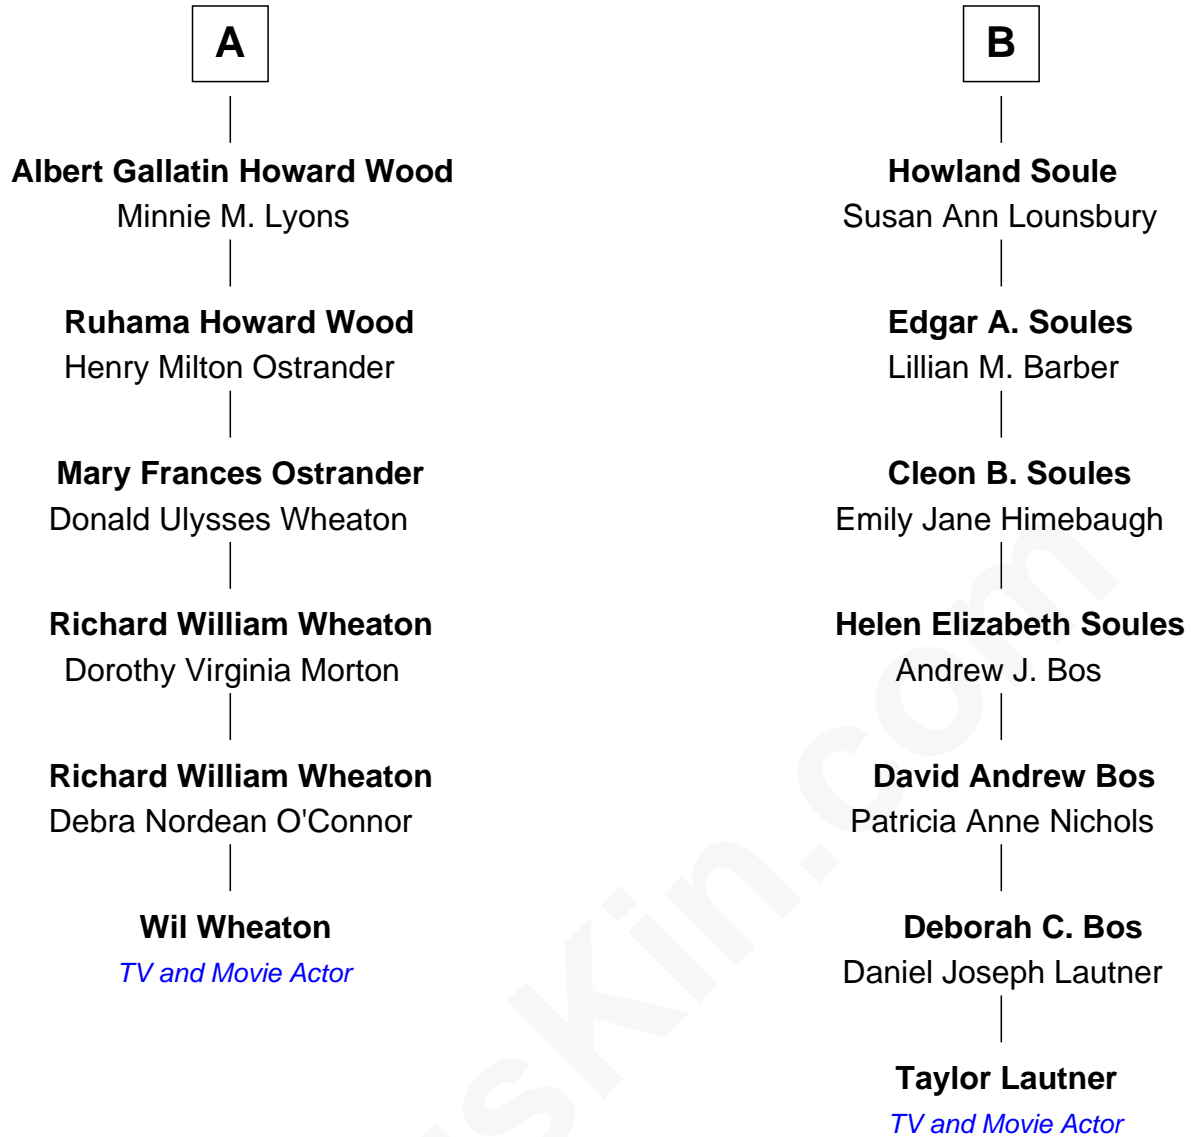 A
Albert Gallatin Howard Wood
Minnie M. Lyons
Ruhama Howard Wood
Henry Milton Ostrander
Mary Frances Ostrander
Donald Ulysses Wheaton
Richard William Wheaton
Dorothy Virginia Morton
Richard William Wheaton
Debra Nordean O'Connor
Wil Wheaton
TV and Movie Actor
B
Howland Soule
Susan Ann Lounsbury
Edgar A. Soules
Lillian M. Barber
Cleon B. Soules
Emily Jane Himebaugh
Helen Elizabeth Soules
Andrew J. Bos
David Andrew Bos
Patricia Anne Nichols
Deborah C. Bos
Daniel Joseph Lautner
Taylor Lautner
TV and Movie Actor
sKin.com